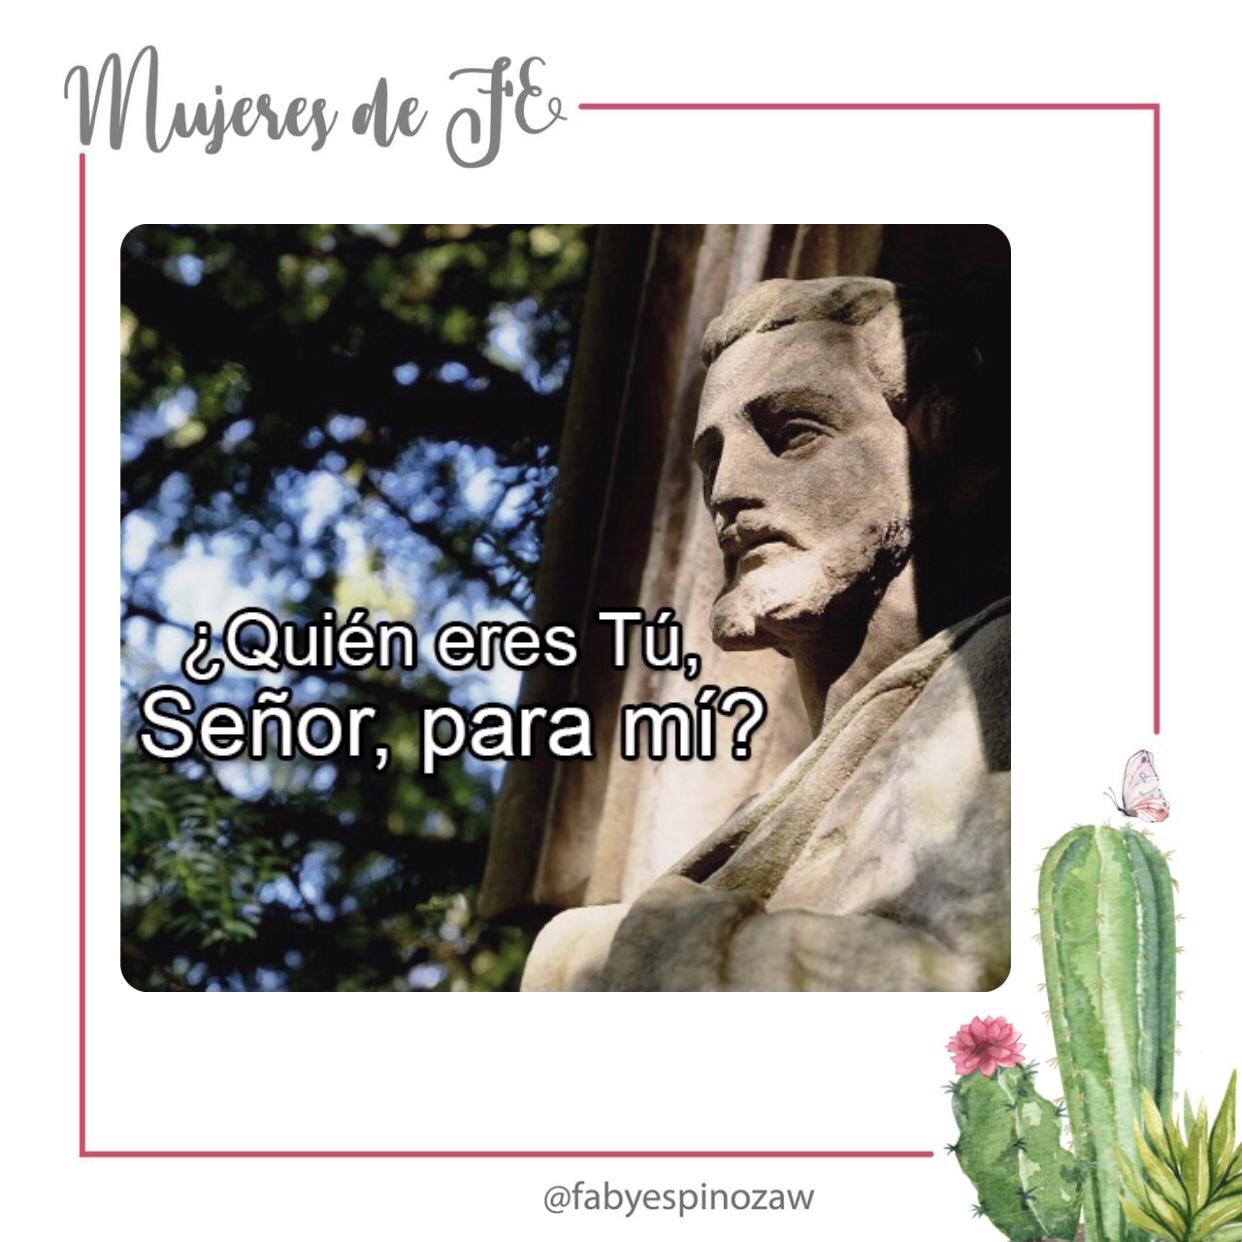 Mujeres de FE
¿Quién eres Tú,
Señor, para mí?
@fabyespinozaw